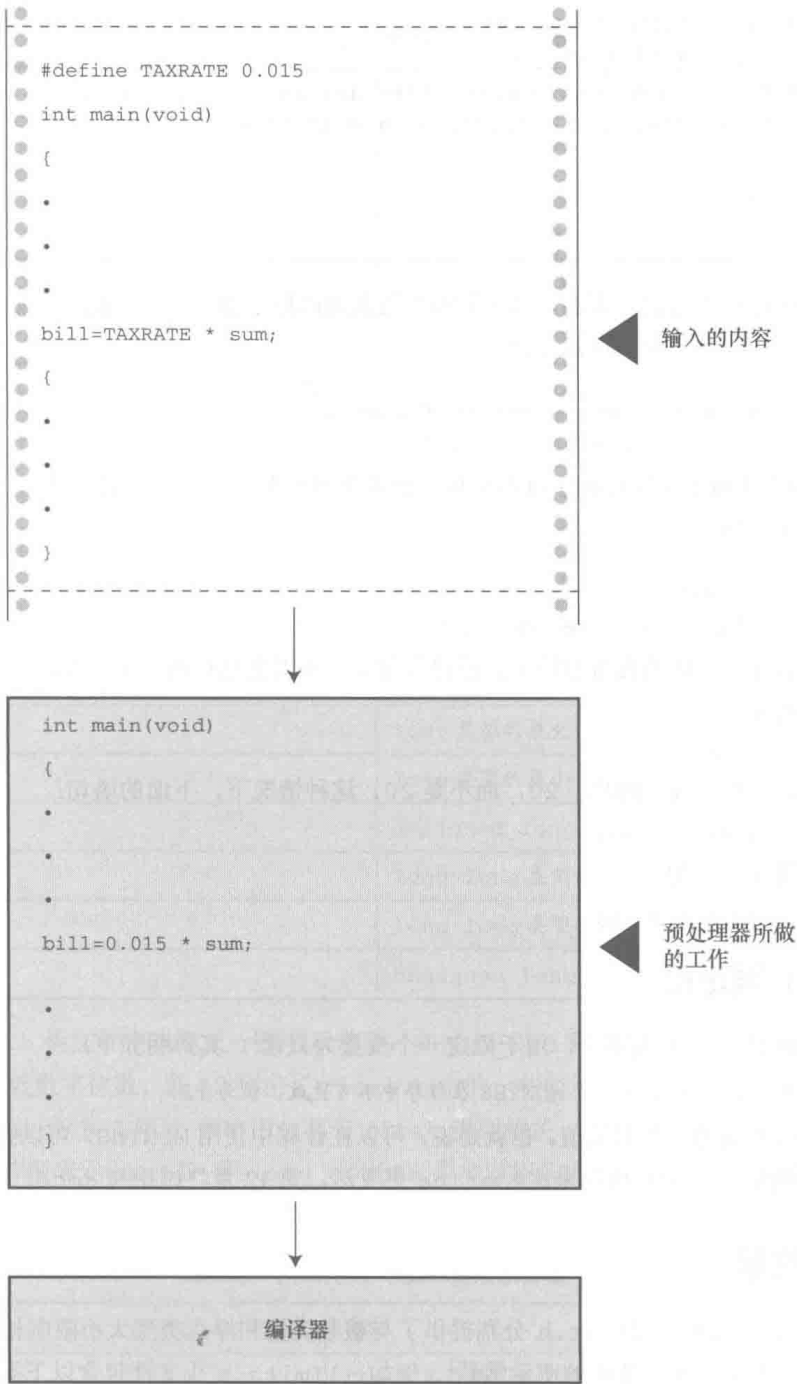 #define TAXRATE 0.015
int main(void)
{
•
•
•
bill=TAXRATE * sum;
输入的内容
{
•
•
•
}
int main(void)
{
•
•
•
bill=0.015 * sum;
预处理器所做
的工作
•
•
•
}
编译器